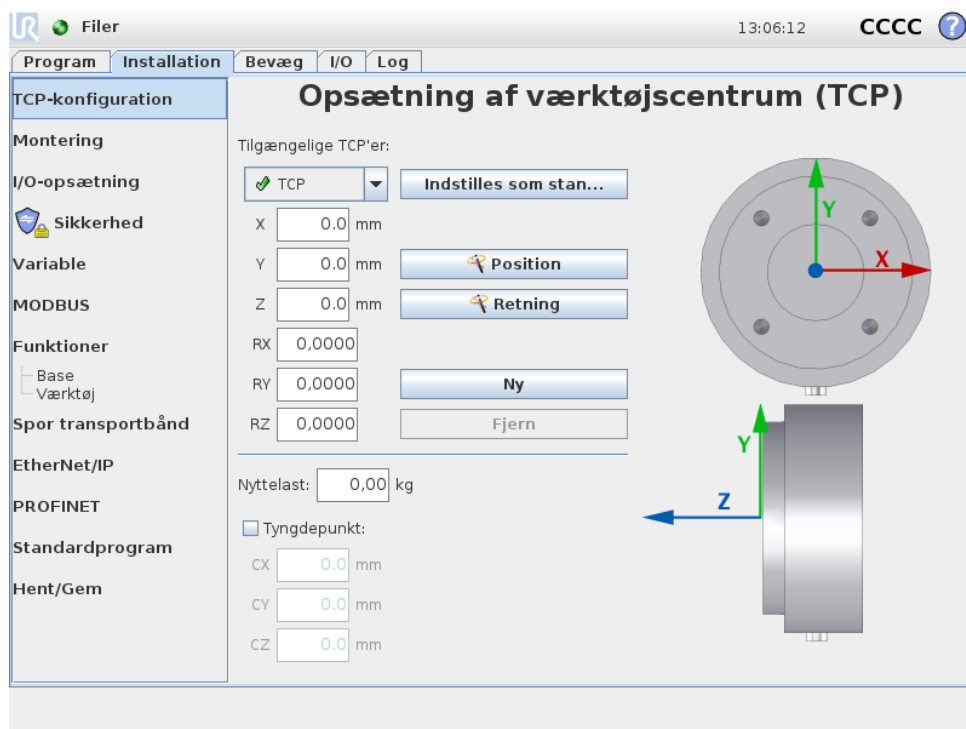 UR Filer 13:06:12 CCCC ?
Program Installation Bevæg I/O Log
TCP-konfiguration
Montering
I/O-opsætning
Sikkerhed
Variable
MODBUS
Funktioner
Base
Værktøj
Spor transportbånd
EtherNet/IP
PROFINET
Standardprogram
Hent/Gem
Opsætning af værktøjscentrum (TCP)
Tilgængelige TCP'er:
TCP Indstilles som stan...
X 0.0 mm
Y 0.0 mm Position
Z 0.0 mm Retning
RX 0,0000
RY 0,0000 Ny
RZ 0,0000 Fjern
Nyttelast: 0,00 kg
Tyngdepunkt:
CX 0.0 mm
CY 0.0 mm
CZ 0.0 mm
Y
X
Y
Z